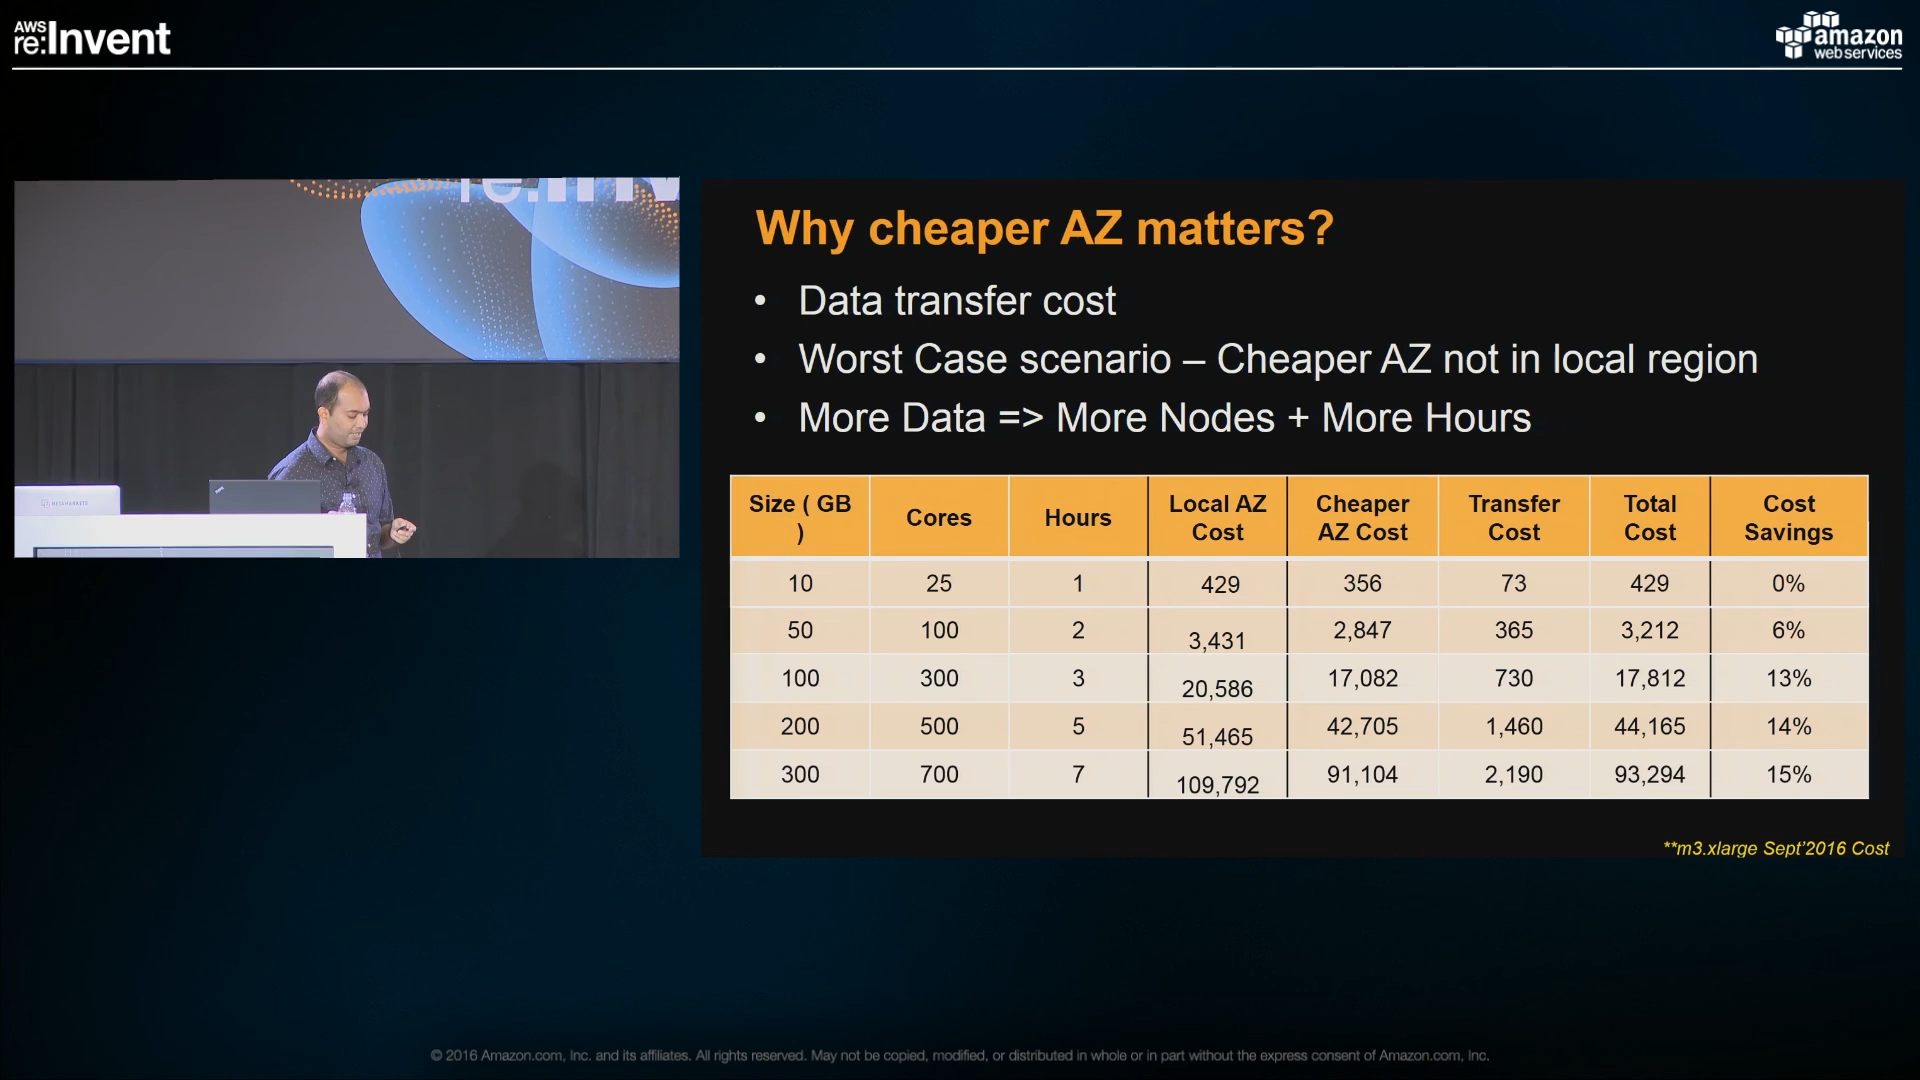 AWS
re:Invent
amazon
webservices
re:Inv
Why cheaper AZ matters?
• Data transfer cost
• Worst Case scenario – Cheaper AZ not in local region
• More Data => More Nodes + More Hours
Size ( GB ) Cores Hours Local AZ Cost Cheaper AZ Cost Transfer Cost Total Cost Cost Savings
10 25 1 429 356 73 429 0%
50 100 2 3,431 2,847 365 3,212 6%
100 300 3 20,586 17,082 730 17,812 13%
200 500 5 51,465 42,705 1,460 44,165 14%
300 700 7 109,792 91,104 2,190 93,294 15%
**m3.xlarge Sept'2016 Cost
© 2016 Amazon.com, Inc. and its affiliates. All rights reserved. May not be copied, modified, or distributed in whole or in part without the express consent of Amazon.com, Inc.